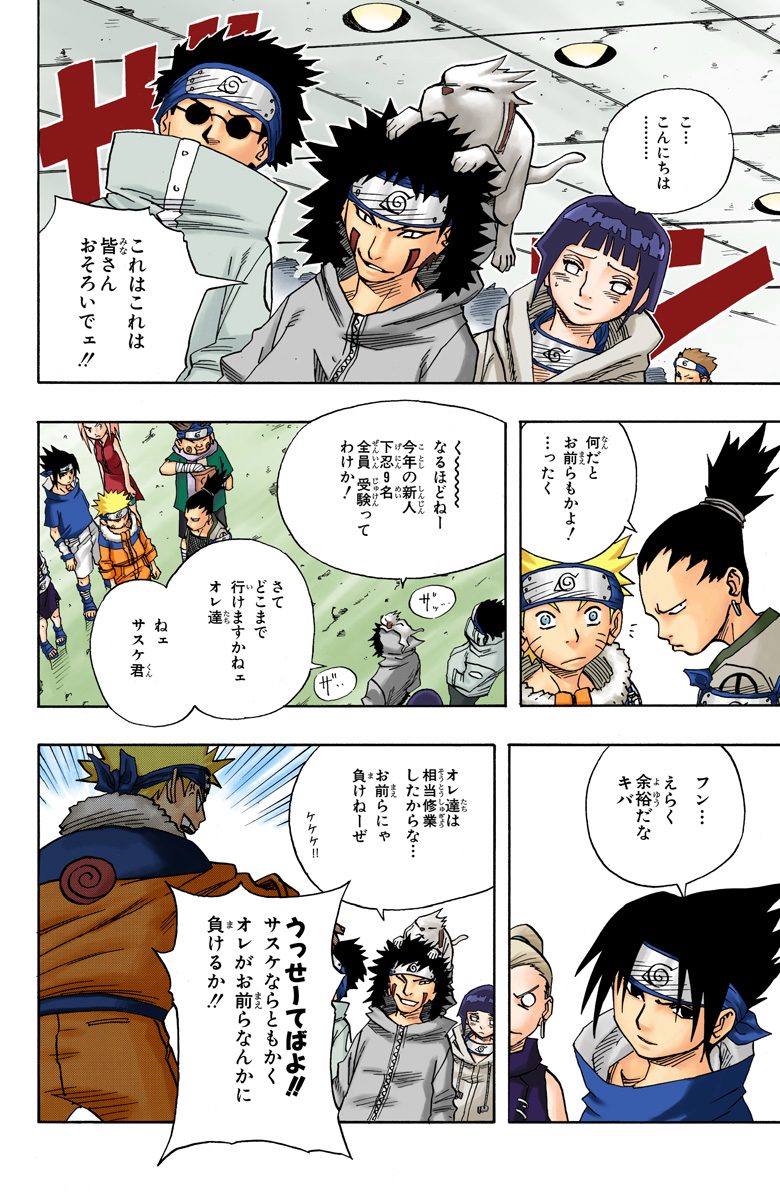 ザン
こ…
こんにちは
………
これはこれは
皆さん
おそろいでェ!!
何だと
お前らもかよ!
…ったく
く〜〜〜〜
なるほどねー
今年の新人
下忍9名
全員 受験って
わけか!
ザッ…
ザッ…
さて
どこまで
行けますかねェ
オレ達
ねェ
サスケ君
フン…
えらく
余裕だな
キバ
オレ達は
相当修業
したからな…
お前らにゃ
負けねーぜ
ケケケ!!
うっせーてばよ!!
サスケならともかく
オレがお前らなんかに
負けるか!!